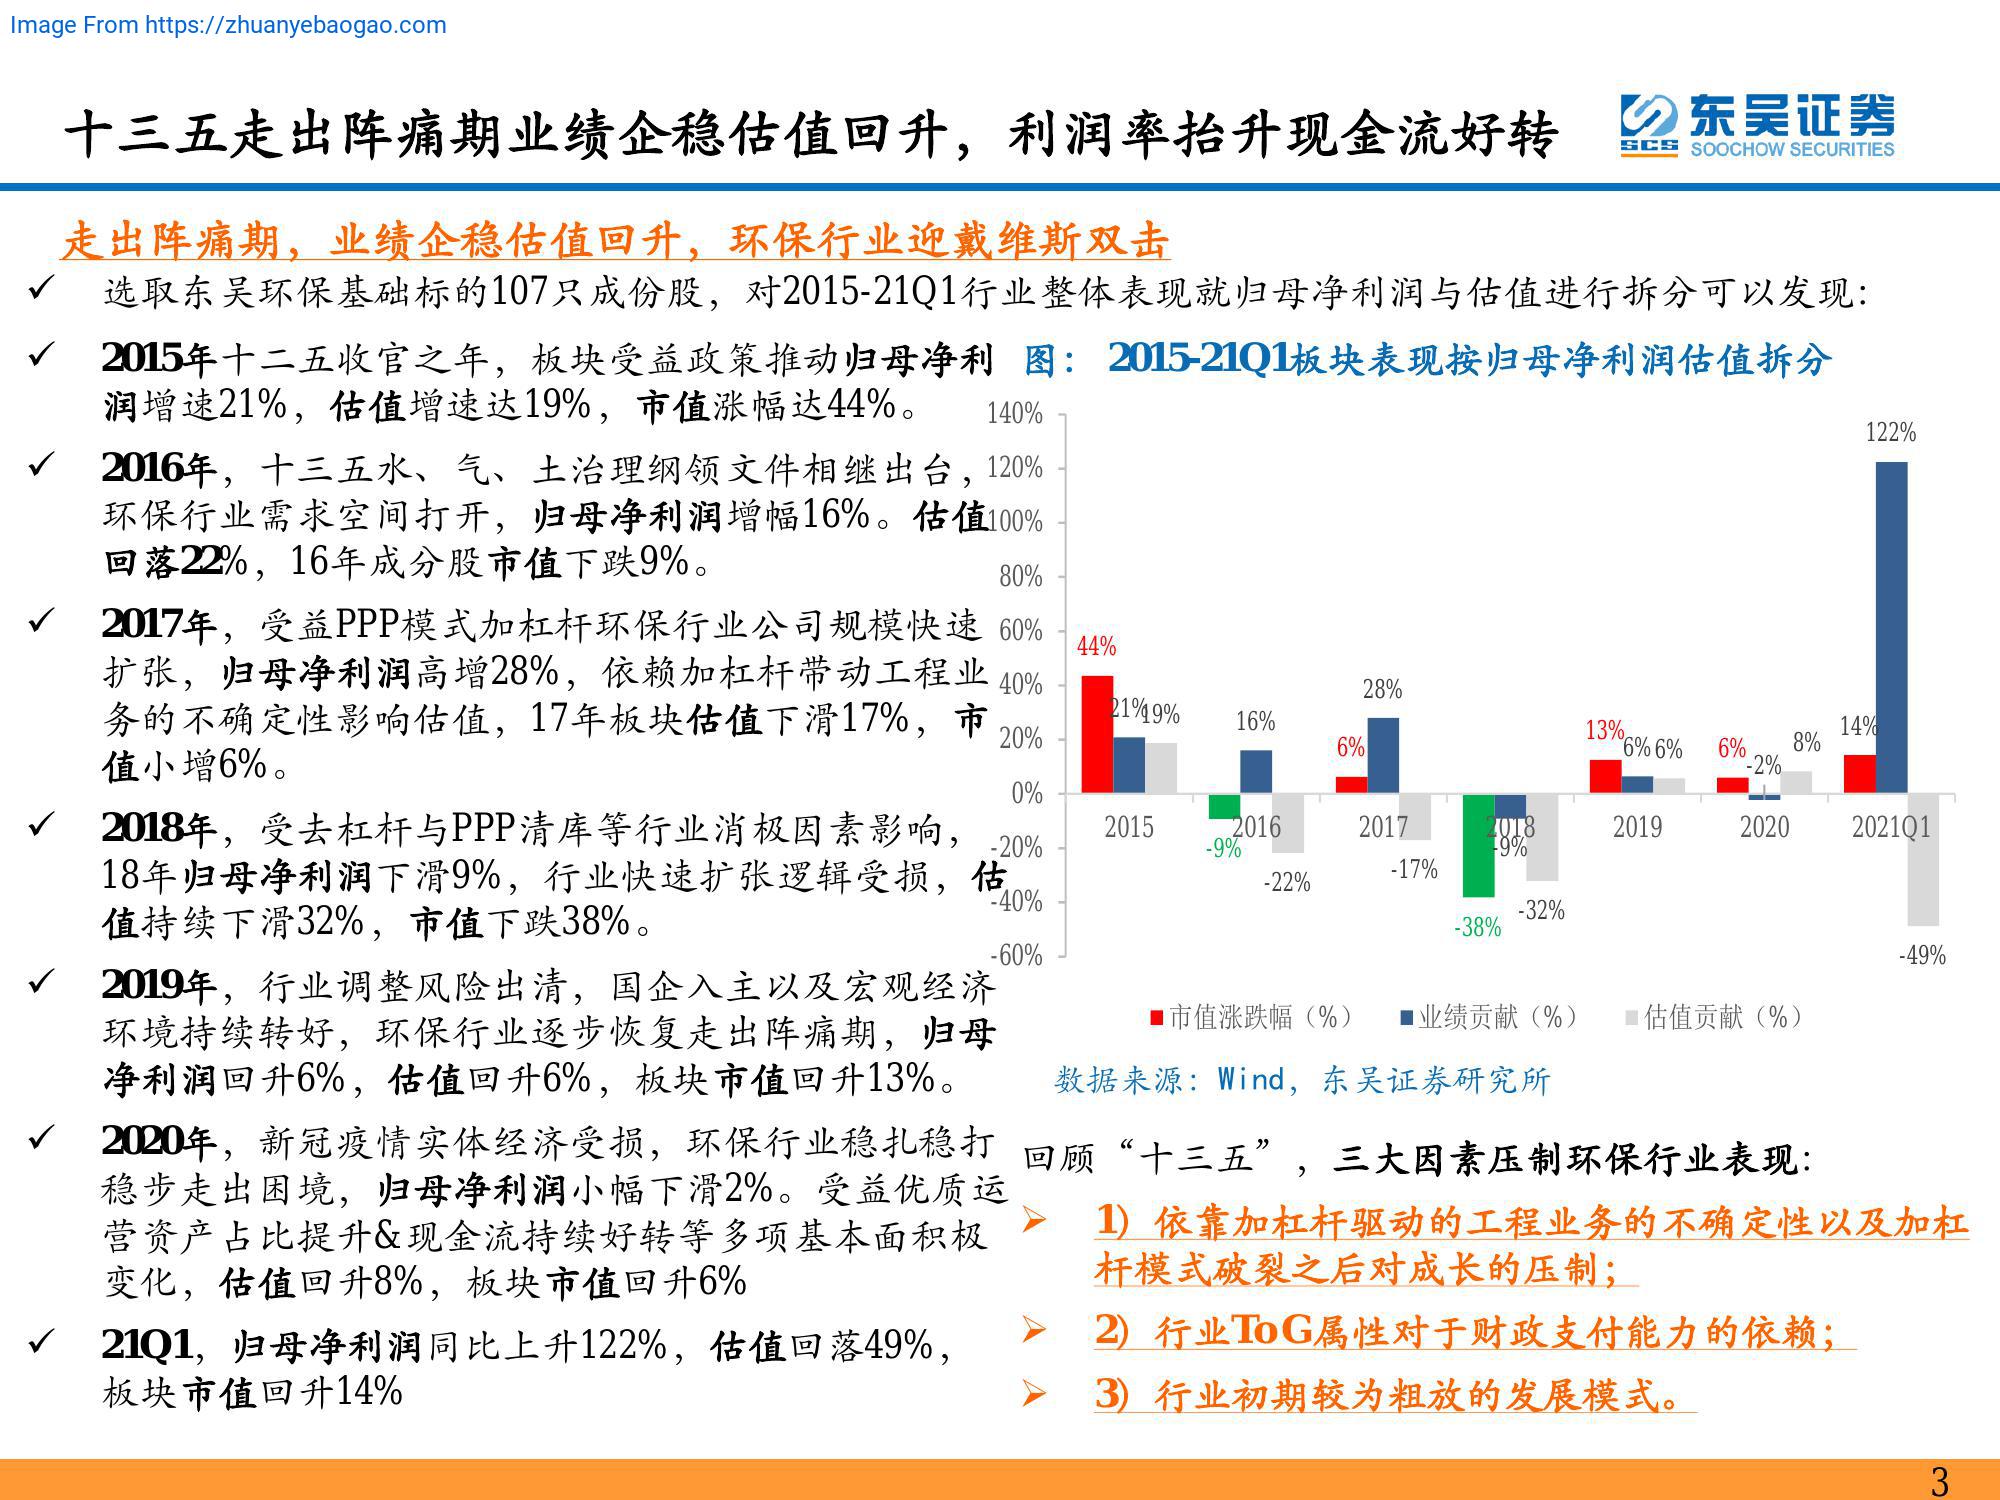 Image From https://zhuanyebaogao.com
十三五走出阵痛期业绩企稳估值回升，利润率抬升现金流好转
东吴证券
SCS SOOCHOW SECURITIES
走出阵痛期，业绩企稳估值回升，环保行业迎戴维斯双击
✓ 选取东吴环保基础标的107只成份股，对2015-21Q1行业整体表现就归母净利润与估值进行拆分可以发现：
✓ 2015年十二五收官之年，板块受益政策推动归母净利
润增速21%，估值增速达19%，市值涨幅达44%。
✓ 2016年，十三五水、气、土治理纲领文件相继出台，
环保行业需求空间打开，归母净利润增幅16%。估值
回落22%，16年成分股市值下跌9%。
✓ 2017年，受益PPP模式加杠杆环保行业公司规模快速
扩张，归母净利润高增28%，依赖加杠杆带动工程业
务的不确定性影响估值，17年板块估值下滑17%，市
值小增6%。
✓ 2018年，受去杠杆与PPP清库等行业消极因素影响，
18年归母净利润下滑9%，行业快速扩张逻辑受损，估
值持续下滑32%，市值下跌38%。
✓ 2019年，行业调整风险出清，国企入主以及宏观经济
环境持续转好，环保行业逐步恢复走出阵痛期，归母
净利润回升6%，估值回升6%，板块市值回升13%。
✓ 2020年，新冠疫情实体经济受损，环保行业稳扎稳打
稳步走出困境，归母净利润小幅下滑2%。受益优质运
营资产占比提升&现金流持续好转等多项基本面积极
变化，估值回升8%，板块市值回升6%
✓ 21Q1，归母净利润同比上升122%，估值回落49%，
板块市值回升14%
图： 2015-21Q1板块表现按归母净利润估值拆分
140%
120%
100%
80%
60%
40%
20%
0%
-20%
-40%
-60%
44% 21% 19%
-9% 16% -22%
6% 28% -17%
-38% -9% -32%
13% 6% 6%
6% -2% 8%
14% 122% -49%
2015 2016 2017 2018 2019 2020 2021Q1
市值涨跌幅（%） 业绩贡献（%） 估值贡献（%）
数据来源：Wind，东吴证券研究所
回顾“十三五”，三大因素压制环保行业表现：
➢ 1）依靠加杠杆驱动的工程业务的不确定性以及加杠
杆模式破裂之后对成长的压制；
➢ 2）行业ToG属性对于财政支付能力的依赖；
➢ 3）行业初期较为粗放的发展模式。
3